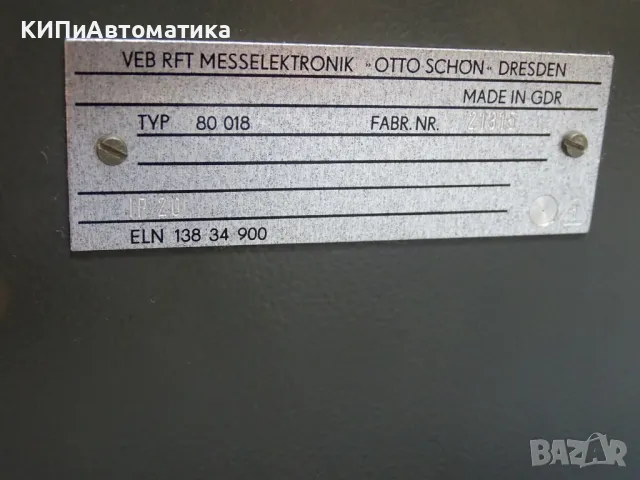 КИПиАвтоматика
VEB RFT MESSELEKTRONIK "OTTO SCHÖN" DRESDEN
MADE IN GDR
TYP 80 018 FABR. NR.
IP 20
ELN 138 34 900
BAZAR